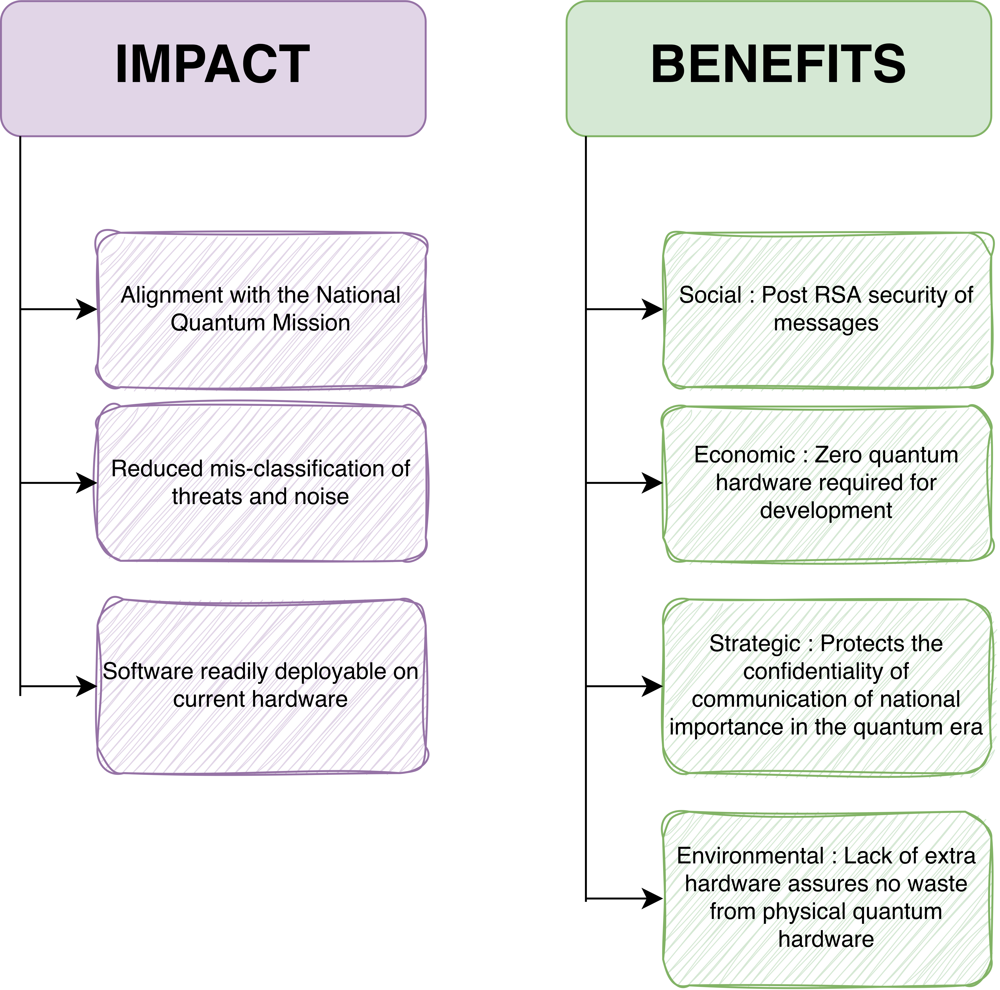 IMPACT
Alignment with the National
Quantum Mission
Reduced mis-classification of
threats and noise
Software readily deployable on
current hardware
BENEFITS
Social : Post RSA security of
messages
Economic : Zero quantum
hardware required for
development
Strategic : Protects the
confidentiality of
communication of national
importance in the quantum era
Environmental : Lack of extra
hardware assures no waste
from physical quantum
hardware